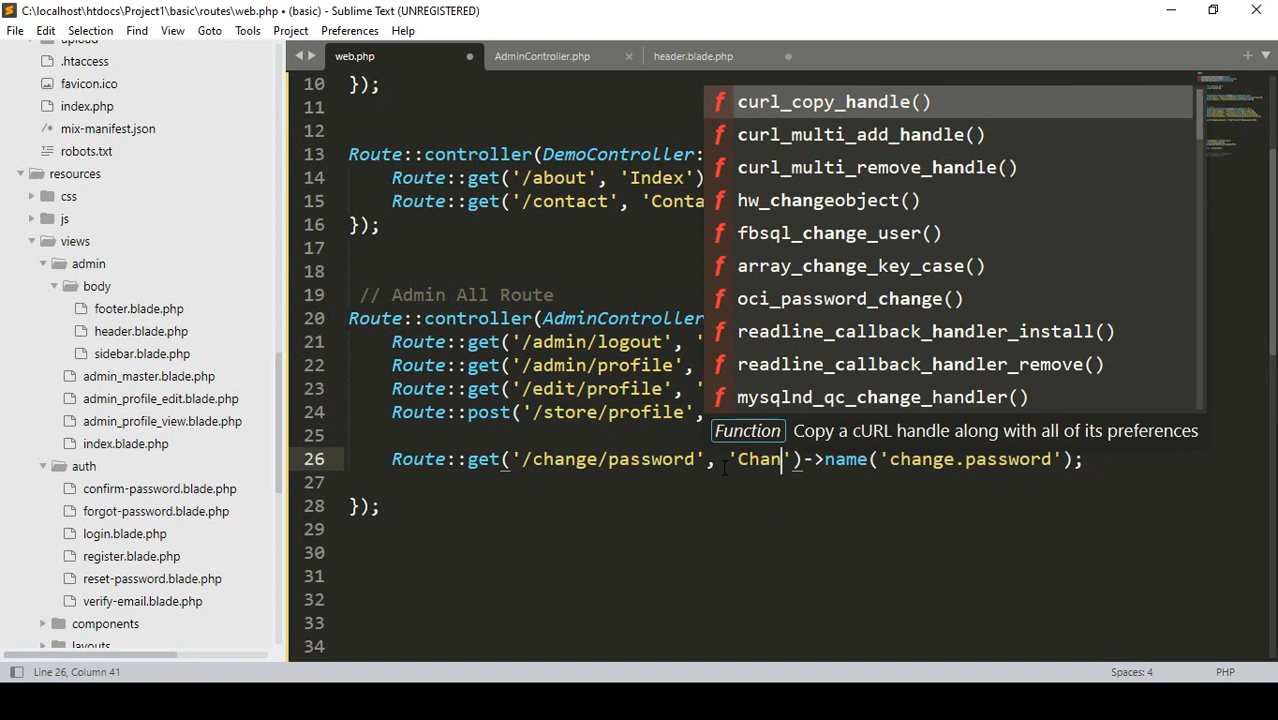 C:\localhost\htdocs\Project1\basic\routes\web.php • (basic) - Sublime Text (UNREGISTERED)
File Edit Selection Find View Goto Tools Project Preferences Help
web.php AdminController.php header.blade.php
upload
.htaccess
favicon.ico
index.php
mix-manifest.json
robots.txt
resources
css
js
views
admin
body
footer.blade.php
header.blade.php
sidebar.blade.php
admin_master.blade.php
admin_profile_edit.blade.php
admin_profile_view.blade.php
index.blade.php
auth
confirm-password.blade.php
forgot-password.blade.php
login.blade.php
register.blade.php
reset-password.blade.php
verify-email.blade.php
components
layouts
10 });
11
12
13 Route::controller(DemoController:
14 Route::get('/about', 'Index')
15 Route::get('/contact', 'Conta
16 });
17
18
19 // Admin All Route
20 Route::controller(AdminController
21 Route::get('/admin/logout', '
22 Route::get('/admin/profile',
23 Route::get('/edit/profile', '
24 Route::post('/store/profile',
25
26 Route::get('/change/password', 'Chan')->name('change.password');
27
28 });
29
30
31
32
33
34
f curl_copy_handle()
f curl_multi_add_handle()
f curl_multi_remove_handle()
f hw_changeobject()
f fbsql_change_user()
f array_change_key_case()
f oci_password_change()
f readline_callback_handler_install()
f readline_callback_handler_remove()
f mysqlnd_qc_change_handler()
Function Copy a cURL handle along with all of its preferences
Line 26, Column 41 Spaces: 4 PHP